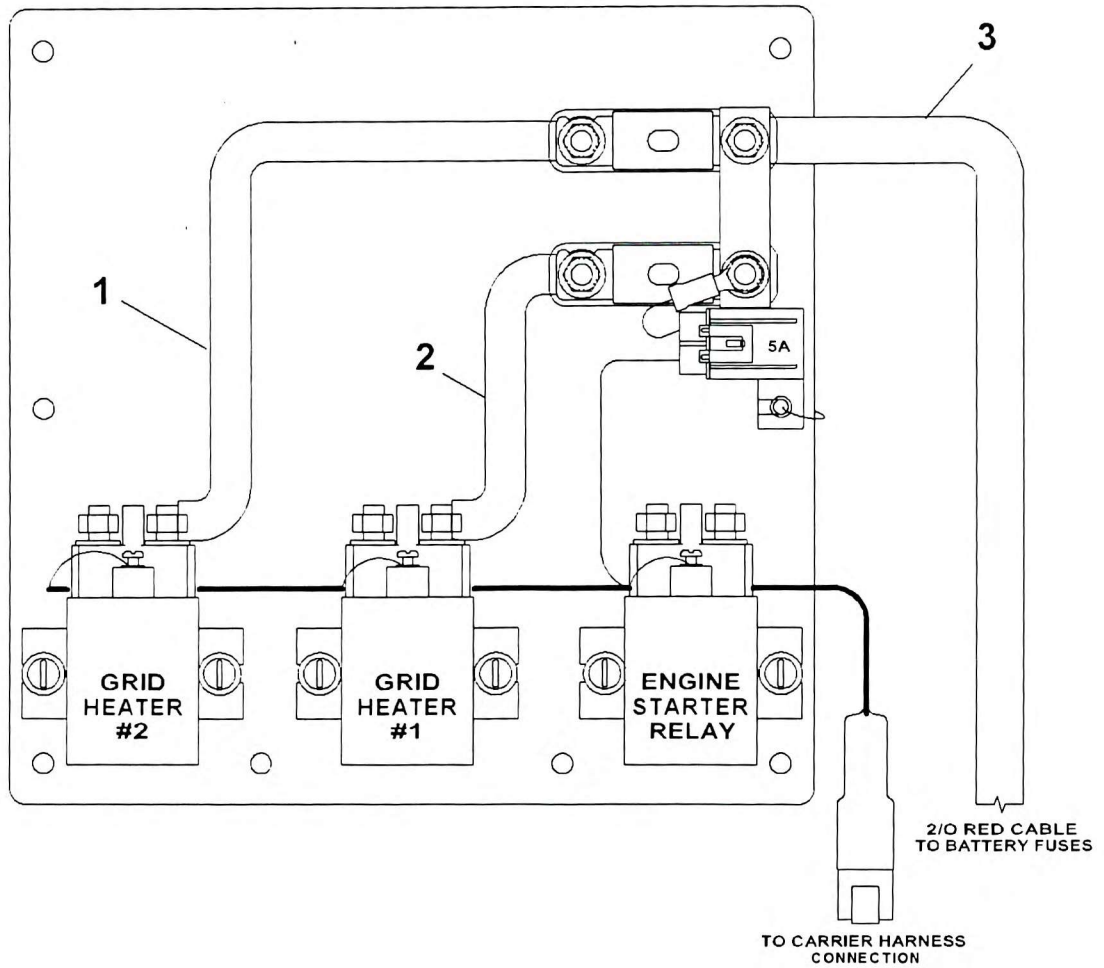 3
1
2
5A
GRID
HEATER
#2
GRID
HEATER
#1
ENGINE
STARTER
RELAY
2/O RED CABLE
TO BATTERY FUSES
TO CARRIER HARNESS
CONNECTION